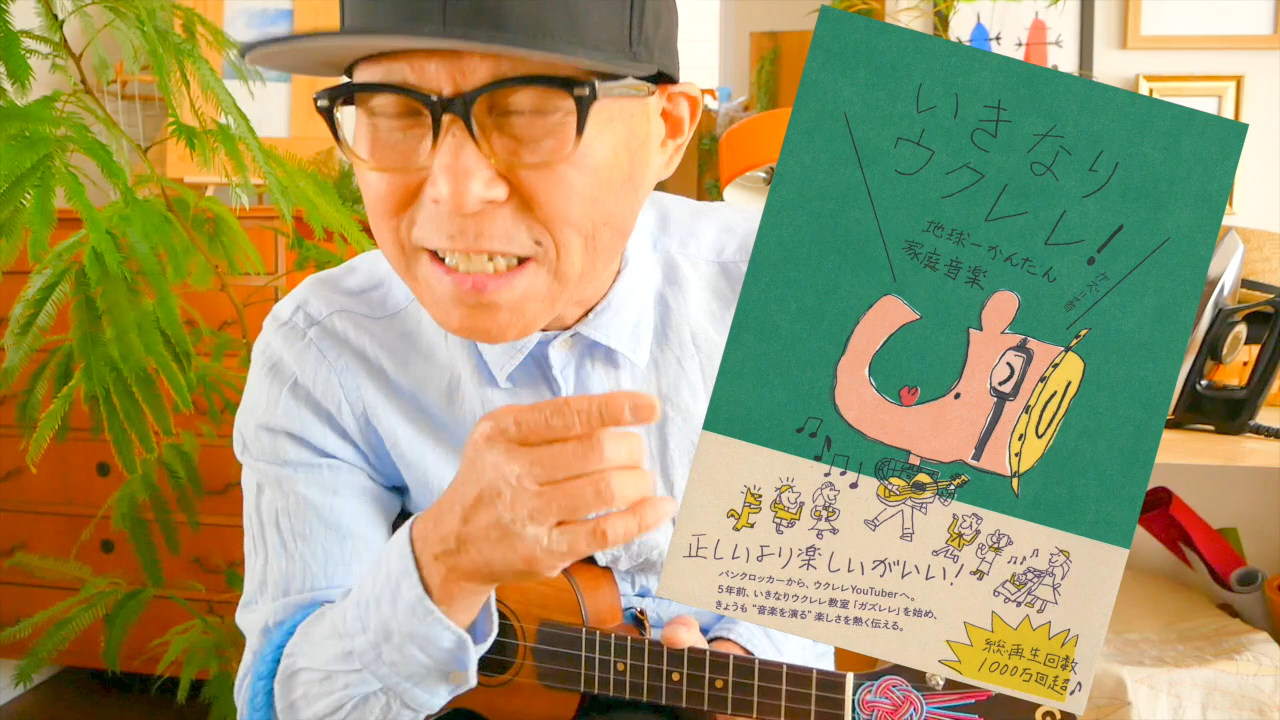 いきなり
ウクレレ!
地球一かんたん
家庭音楽
ガズ 著
正しいより楽しいがいい!
パンクロッカーから、ウクレレYouTuberへ。
5年前、いきなりウクレレ教室「ガズレレ」を始め、
きょうも“音楽を演る”楽しさを熱く伝える。
総再生回数
1000万回超♪